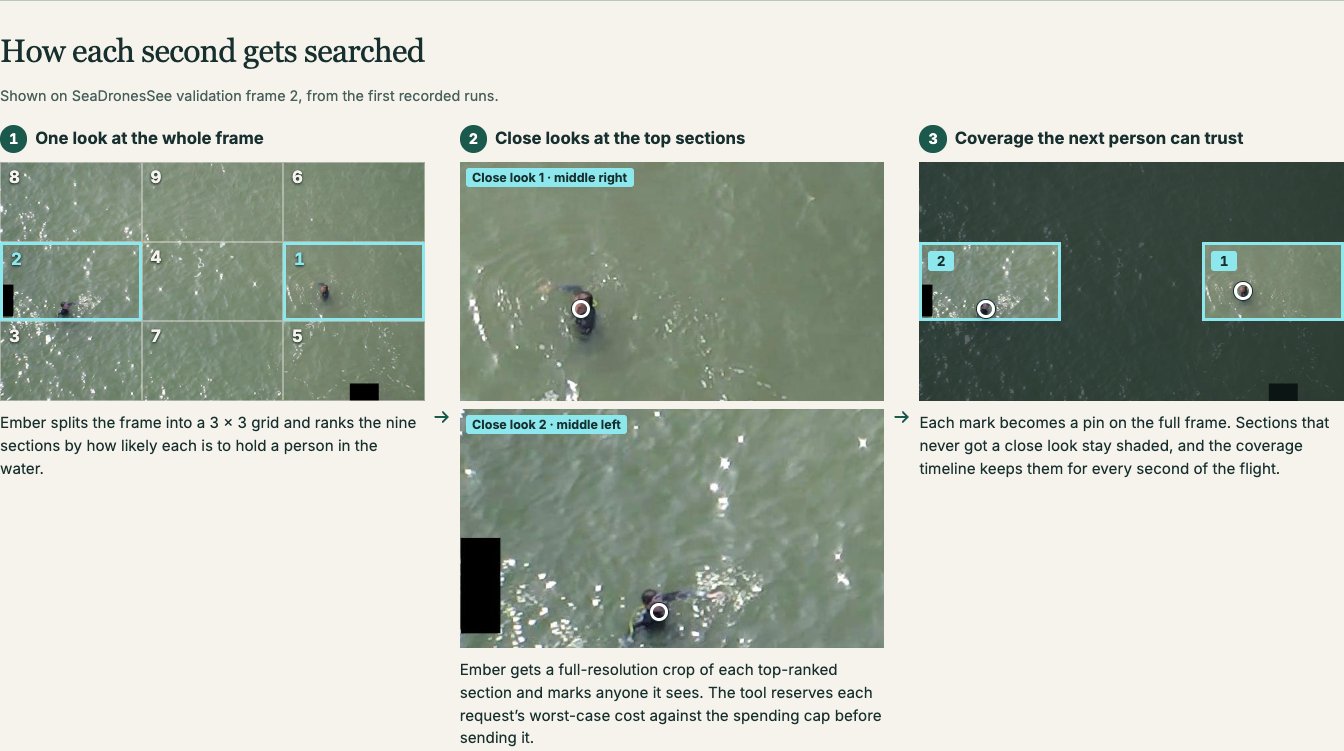 How each second gets searched
Shown on SeaDronesSee validation frame 2, from the first recorded runs.
1 One look at the whole frame
8 9 6
2 4 1
3 7 5
Ember splits the frame into a 3 × 3 grid and ranks the nine
sections by how likely each is to hold a person in the
water.
→
2 Close looks at the top sections
Close look 1 · middle right
Close look 2 · middle left
Ember gets a full-resolution crop of each top-ranked
section and marks anyone it sees. The tool reserves each
request’s worst-case cost against the spending cap before
sending it.
→
3 Coverage the next person can trust
2 1
Each mark becomes a pin on the full frame. Sections that
never got a close look stay shaded, and the coverage
timeline keeps them for every second of the flight.